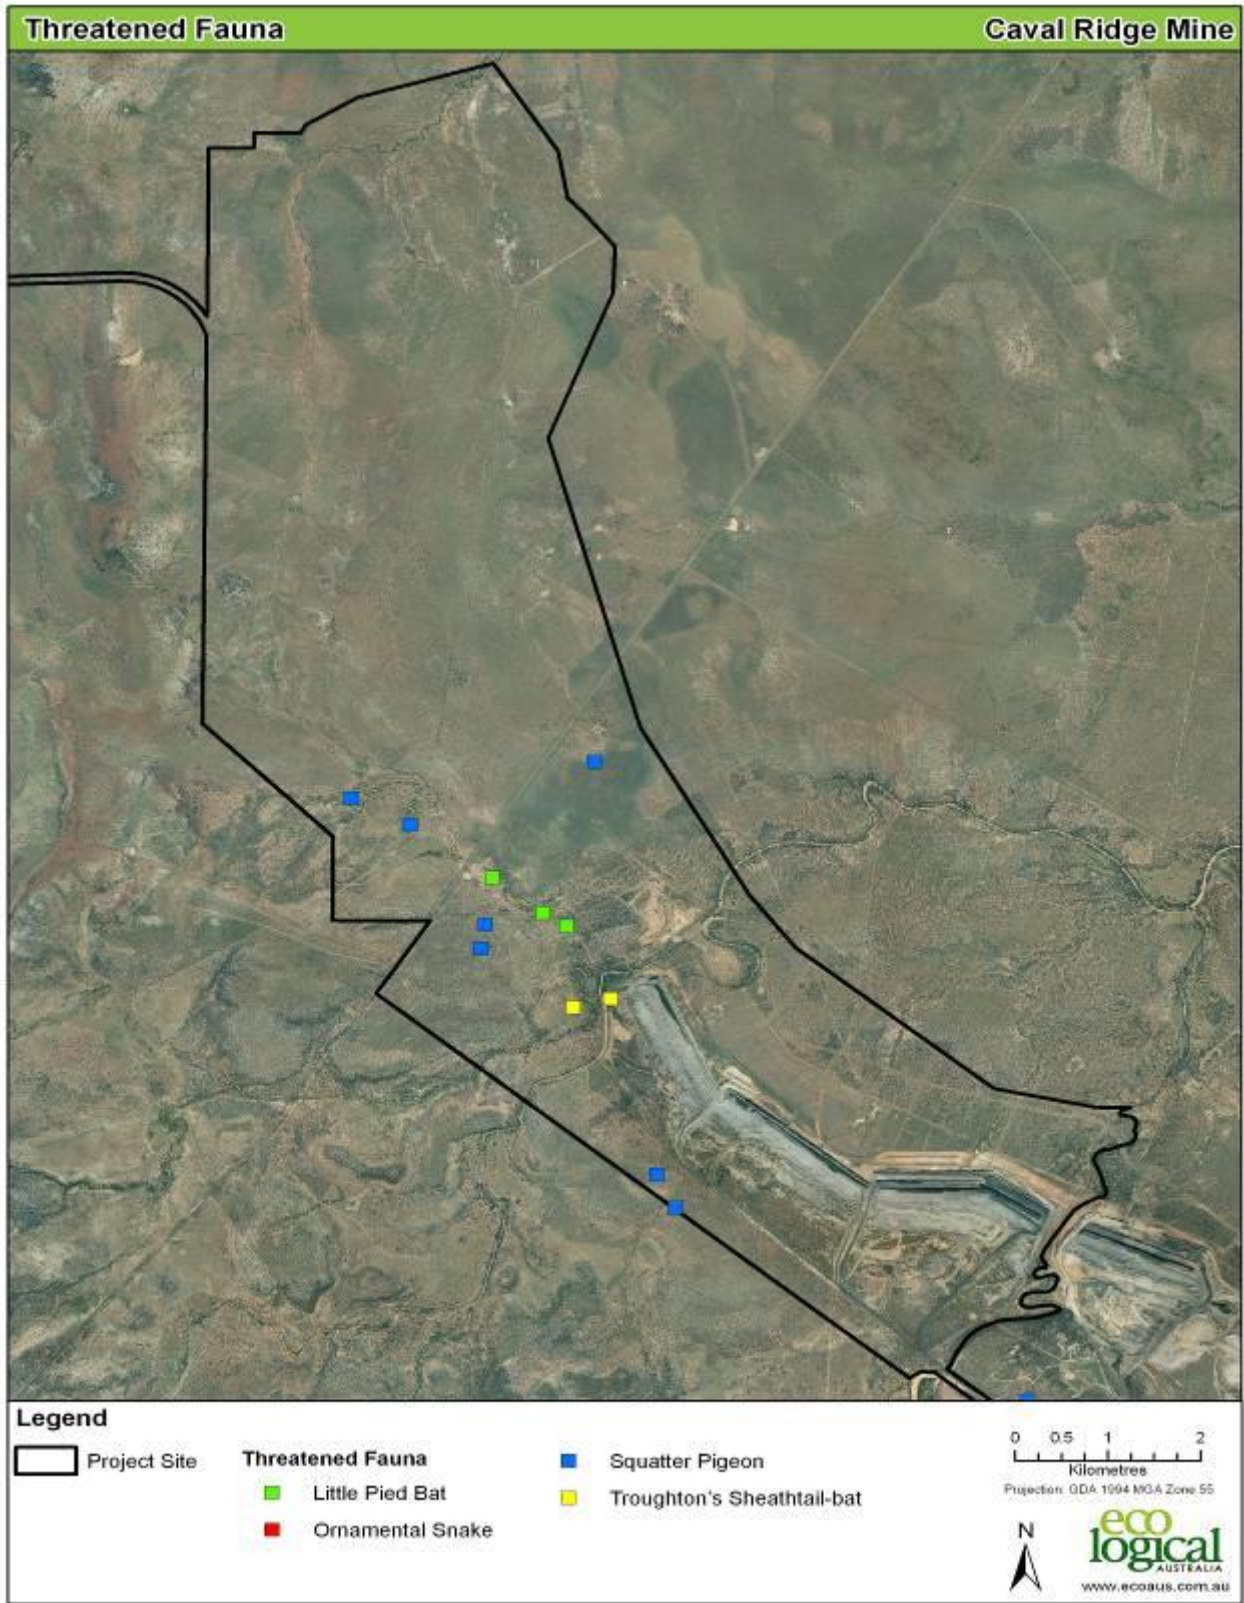 Threatened Fauna Caval Ridge Mine
Legend
Project Site
Threatened Fauna
Little Pied Bat
Ornamental Snake
Squatter Pigeon
Troughton's Sheathtail-bat
0 0.5 1 2
Kilometres
Projection: GDA 1994 MGA Zone 55
N
eco
logical
AUSTRALIA
www.ecoaus.com.au